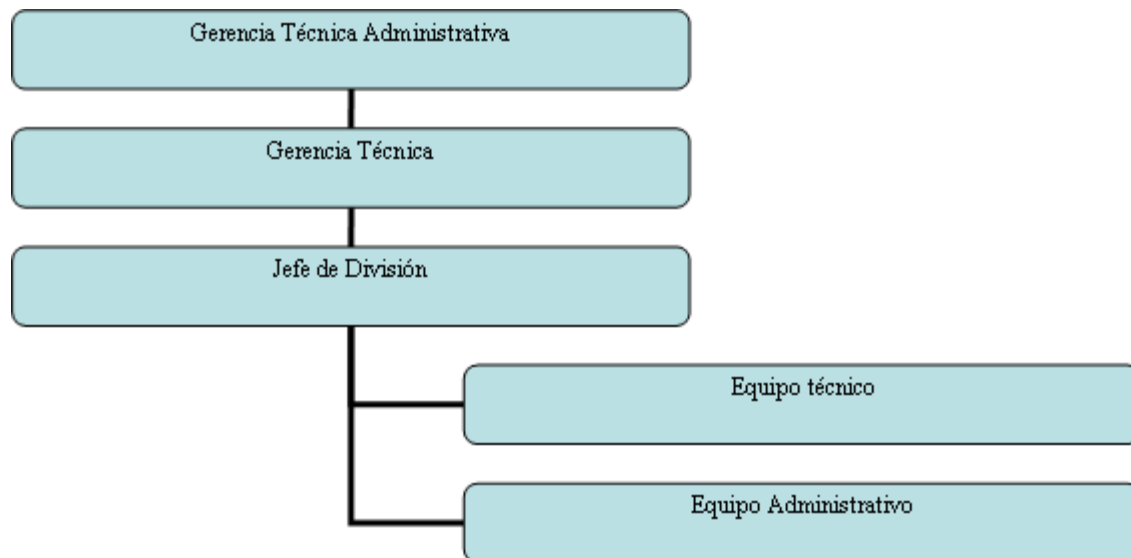 Gerencia Técnica Administrativa
Gerencia Técnica
Jefe de División
Equipo técnico
Equipo Administrativo